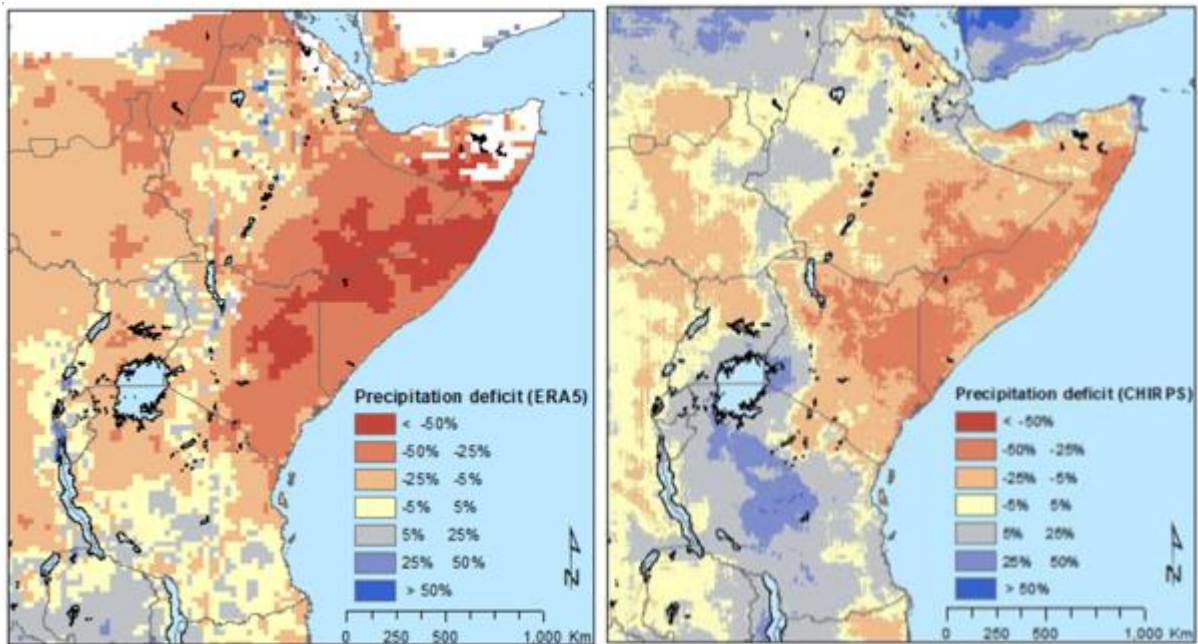 Precipitation deficit (ERA5)
< -50%
-50% -25%
-25% -5%
-5% 5%
5% 25%
25% 50%
> 50%
N
0 500 1,000 Km
Precipitation deficit (CHIRPS)
< -50%
-50% -25%
-25% -5%
-5% 5%
5% 25%
25% 50%
> 50%
N
0 250 500 1,000 Km